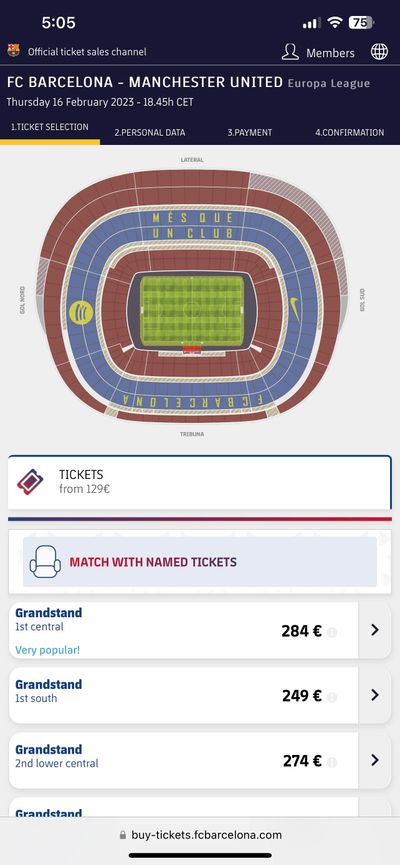 5:05
75
Official ticket sales channel
Members
FC BARCELONA - MANCHESTER UNITED Europa League
Thursday 16 February 2023 - 18.45h CET
1.TICKET SELECTION
2.PERSONAL DATA
3.PAYMENT
4.CONFIRMATION
LATERAL
MÉS QUE
UN CLUB
GOL NORD
GOL SUD
FC BARCELONA
TRIBUNA
TICKETS
from 129€
MATCH WITH NAMED TICKETS
Grandstand
1st central
284 €
Very popular!
Grandstand
1st south
249 €
Grandstand
2nd lower central
274 €
Grandstand
buy-tickets.fcbarcelona.com